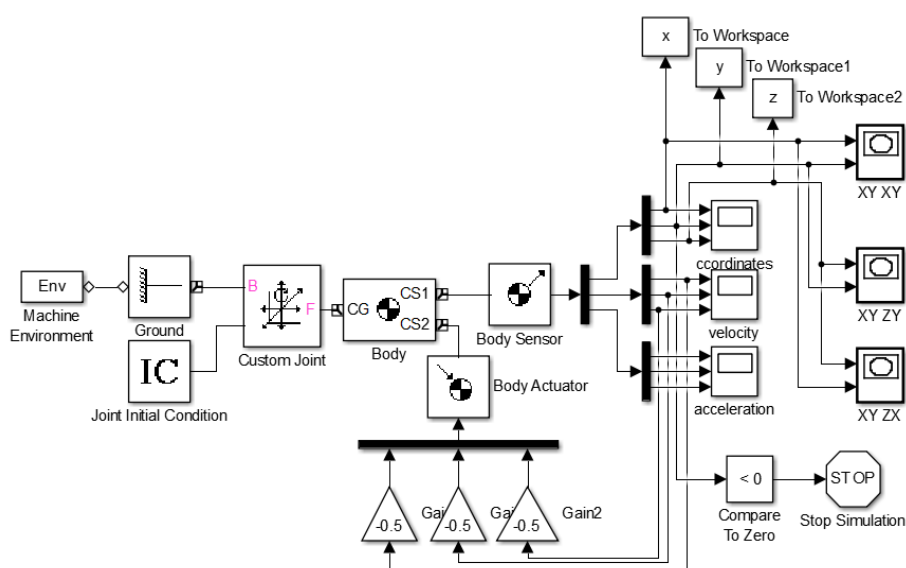 x
To Workspace
y
To Workspace1
z
To Workspace2
XY XY
ccordinates
Env
Machine
Environment
Ground
B
F
Custom Joint
CG
CS1
CS2
Body
Body Sensor
velocity
XY ZY
IC
Joint Initial Condition
Body Actuator
acceleration
XY ZX
-0.5
Gai
-0.5
Gai
-0.5
Gain2
< 0
Compare
To Zero
STOP
Stop Simulation